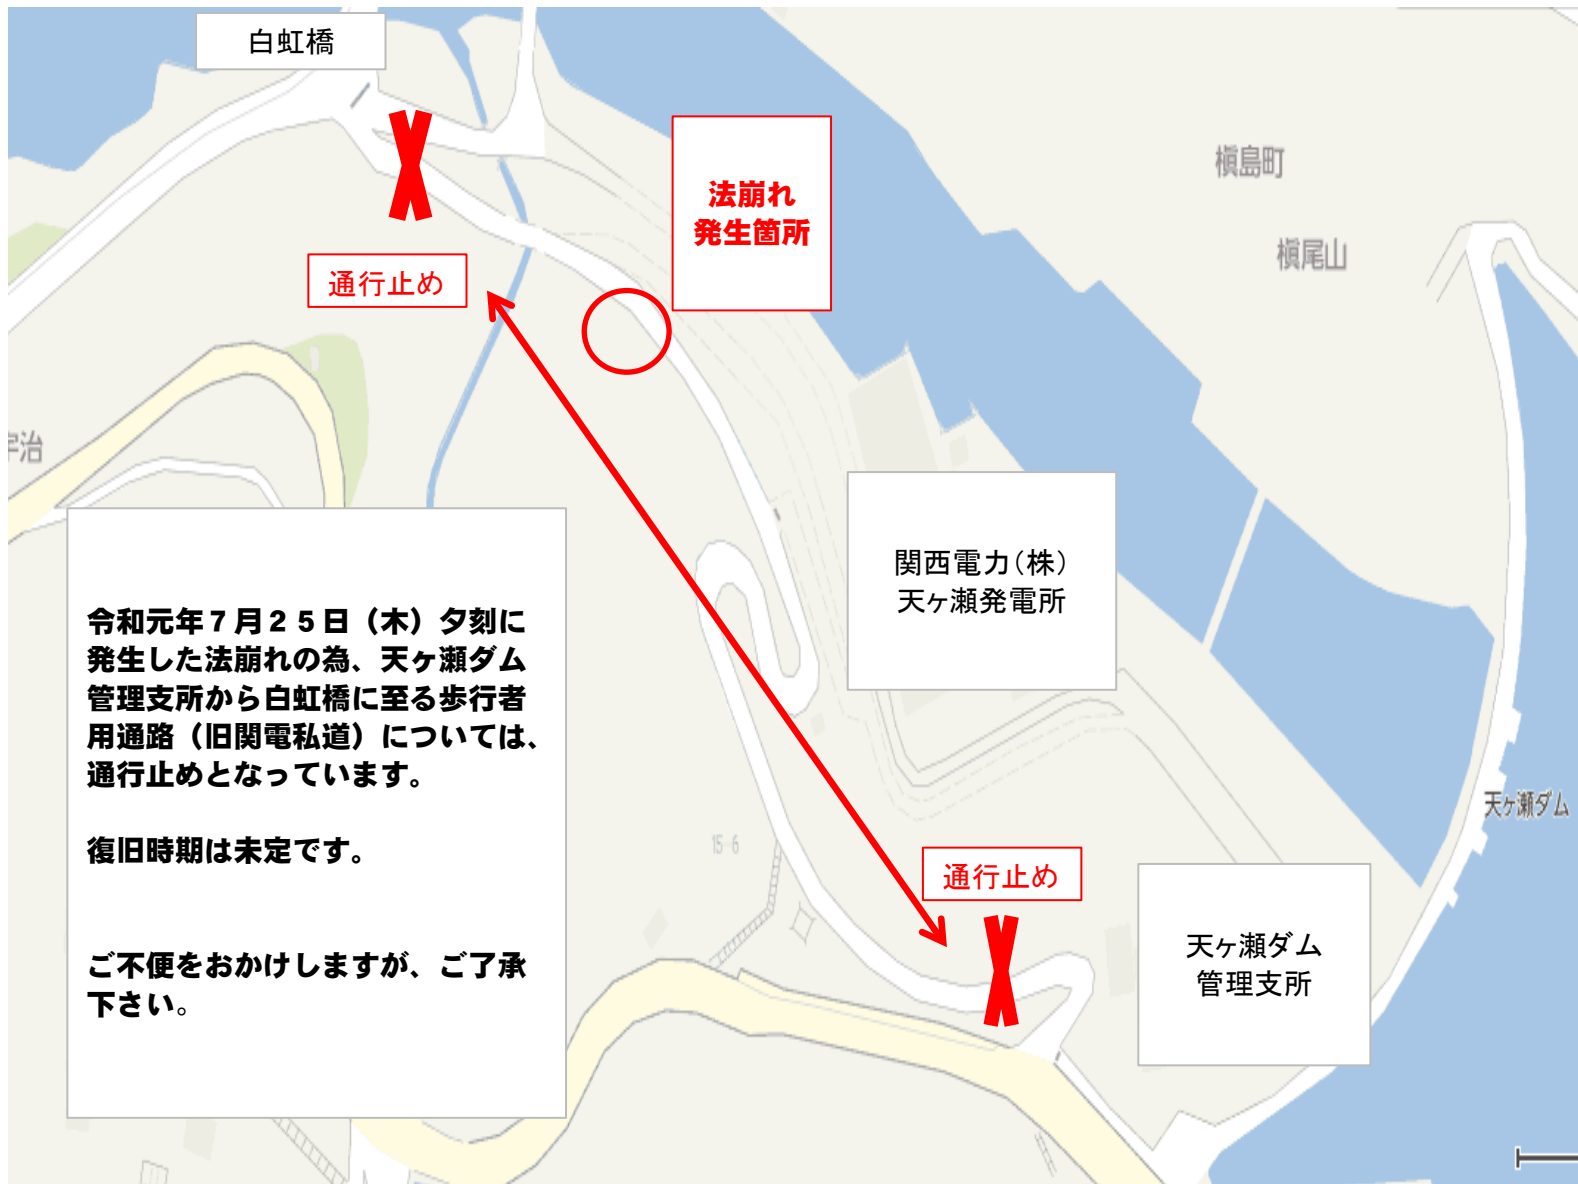 白虹橋
法崩れ
発生箇所
槇島町
槇尾山
通行止め
宇治
関西電力（株）
天ヶ瀬発電所
令和元年７月２５日（木）夕刻に
発生した法崩れの為、天ヶ瀬ダム
管理支所から白虹橋に至る歩行者
用通路（旧関電私道）については、
通行止めとなっています。
復旧時期は未定です。
ご不便をおかけしますが、ご了承
下さい。
天ヶ瀬ダム
15-6
通行止め
天ヶ瀬ダム
管理支所